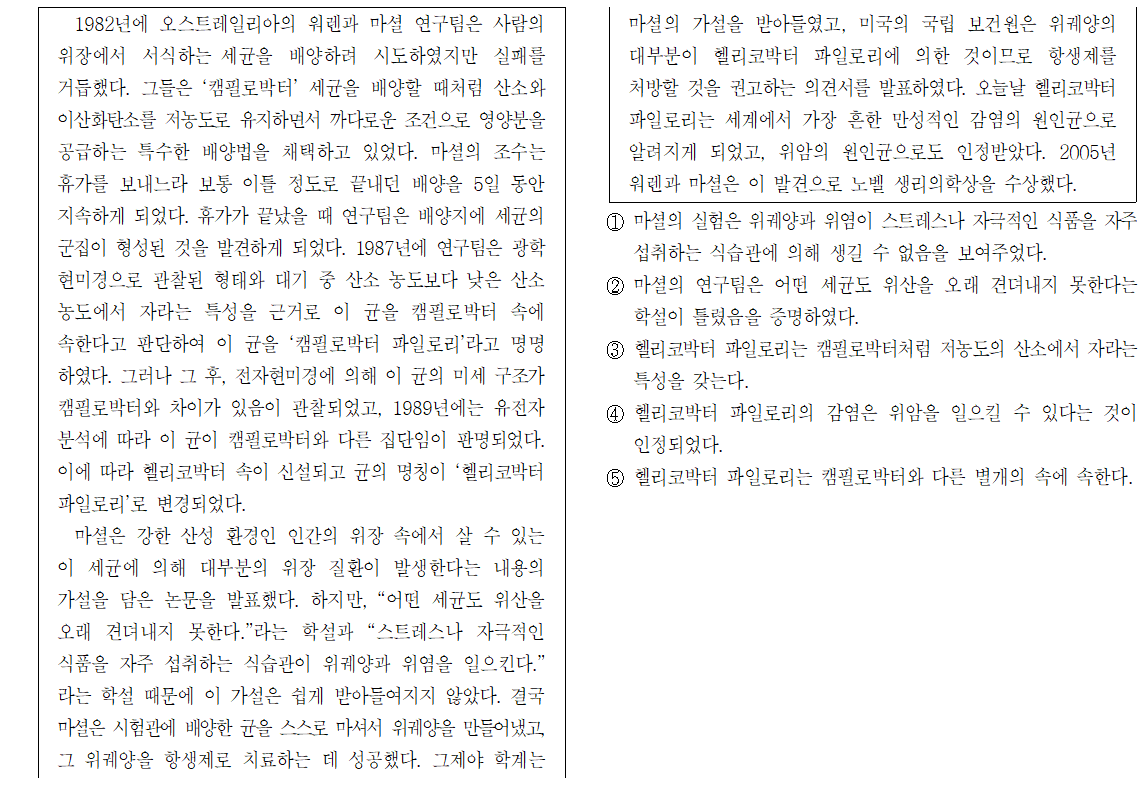 1982년에 오스트레일리아의 워렌과 마셜 연구팀은 사람의
위장에서 서식하는 세균을 배양하려 시도하였지만 실패를
거듭했다. 그들은 ‘캠필로박터’ 세균을 배양할 때처럼 산소와
이산화탄소를 저농도로 유지하면서 까다로운 조건으로 영양분을
공급하는 특수한 배양법을 채택하고 있었다. 마셜의 조수는
휴가를 보내느라 보통 이틀 정도로 끝내던 배양을 5일 동안
지속하게 되었다. 휴가가 끝났을 때 연구팀은 배양지에 세균의
군집이 형성된 것을 발견하게 되었다. 1987년에 연구팀은 광학
현미경으로 관찰된 형태와 대기 중 산소 농도보다 낮은 산소
농도에서 자라는 특성을 근거로 이 균을 캠필로박터 속에
속한다고 판단하여 이 균을 ‘캠필로박터 파일로리’라고 명명
하였다. 그러나 그 후, 전자현미경에 의해 이 균의 미세 구조가
캠필로박터와 차이가 있음이 관찰되었고, 1989년에는 유전자
분석에 따라 이 균이 캠필로박터와 다른 집단임이 판명되었다.
이에 따라 헬리코박터 속이 신설되고 균의 명칭이 ‘헬리코박터
파일로리’로 변경되었다.
마셜은 강한 산성 환경인 인간의 위장 속에서 살 수 있는
이 세균에 의해 대부분의 위장 질환이 발생한다는 내용의
가설을 담은 논문을 발표했다. 하지만, “어떤 세균도 위산을
오래 견뎌내지 못한다.”라는 학설과 “스트레스나 자극적인
식품을 자주 섭취하는 식습관이 위궤양과 위염을 일으킨다.”
라는 학설 때문에 이 가설은 쉽게 받아들여지지 않았다. 결국
마셜은 시험관에 배양한 균을 스스로 마셔서 위궤양을 만들어냈고,
그 위궤양을 항생제로 치료하는 데 성공했다. 그제야 학계는
마셜의 가설을 받아들였고, 미국의 국립 보건원은 위궤양의
대부분이 헬리코박터 파일로리에 의한 것이므로 항생제를
처방할 것을 권고하는 의견서를 발표하였다. 오늘날 헬리코박터
파일로리는 세계에서 가장 흔한 만성적인 감염의 원인균으로
알려지게 되었고, 위암의 원인균으로도 인정받았다. 2005년
워렌과 마셜은 이 발견으로 노벨 생리의학상을 수상했다.
① 마셜의 실험은 위궤양과 위염이 스트레스나 자극적인 식품을 자주
섭취하는 식습관에 의해 생길 수 없음을 보여주었다.
② 마셜의 연구팀은 어떤 세균도 위산을 오래 견뎌내지 못한다는
학설이 틀렸음을 증명하였다.
③ 헬리코박터 파일로리는 캠필로박터처럼 저농도의 산소에서 자라는
특성을 갖는다.
④ 헬리코박터 파일로리의 감염은 위암을 일으킬 수 있다는 것이
인정되었다.
⑤ 헬리코박터 파일로리는 캠필로박터와 다른 별개의 속에 속한다.